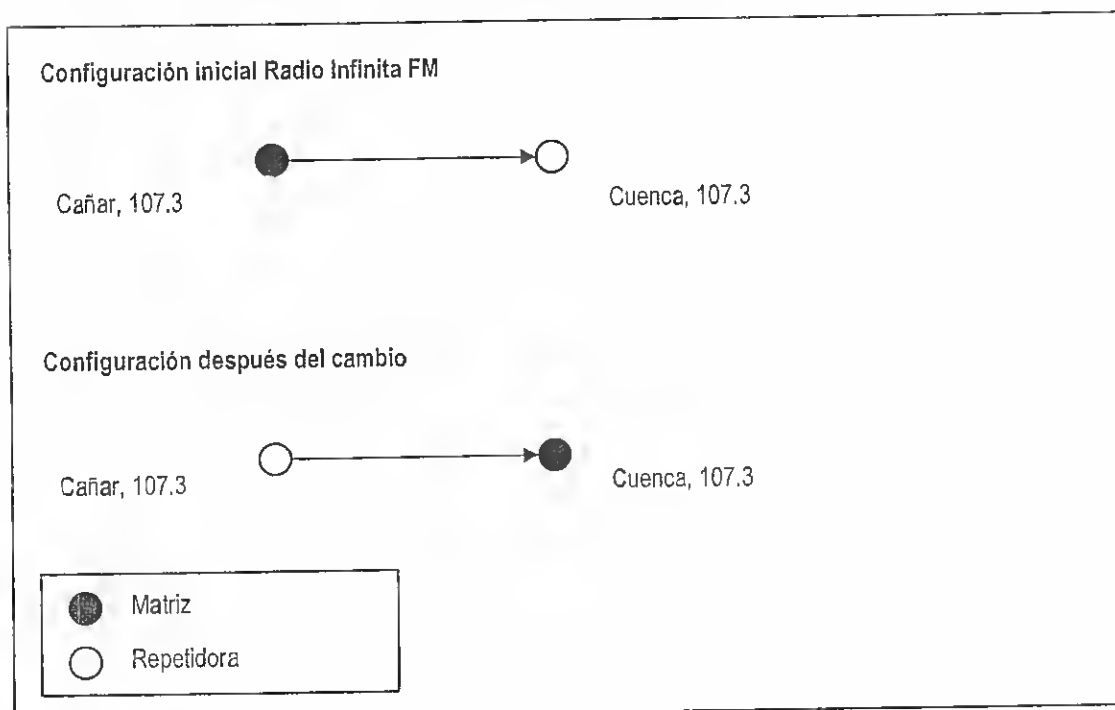 Configuración inicial Radio Infinita FM
Cañar, 107.3
Cuenca, 107.3
Configuración después del cambio
Cañar, 107.3
Cuenca, 107.3
Matriz
Repetidora